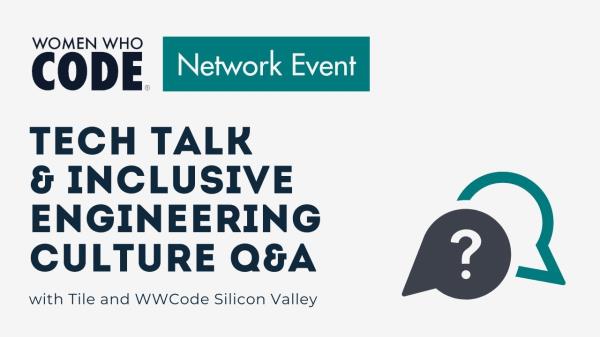 WOMEN WHO
CODE®
Network Event
TECH TALK
& INCLUSIVE
ENGINEERING
CULTURE Q&A
with Tile and WWCode Silicon Valley
?